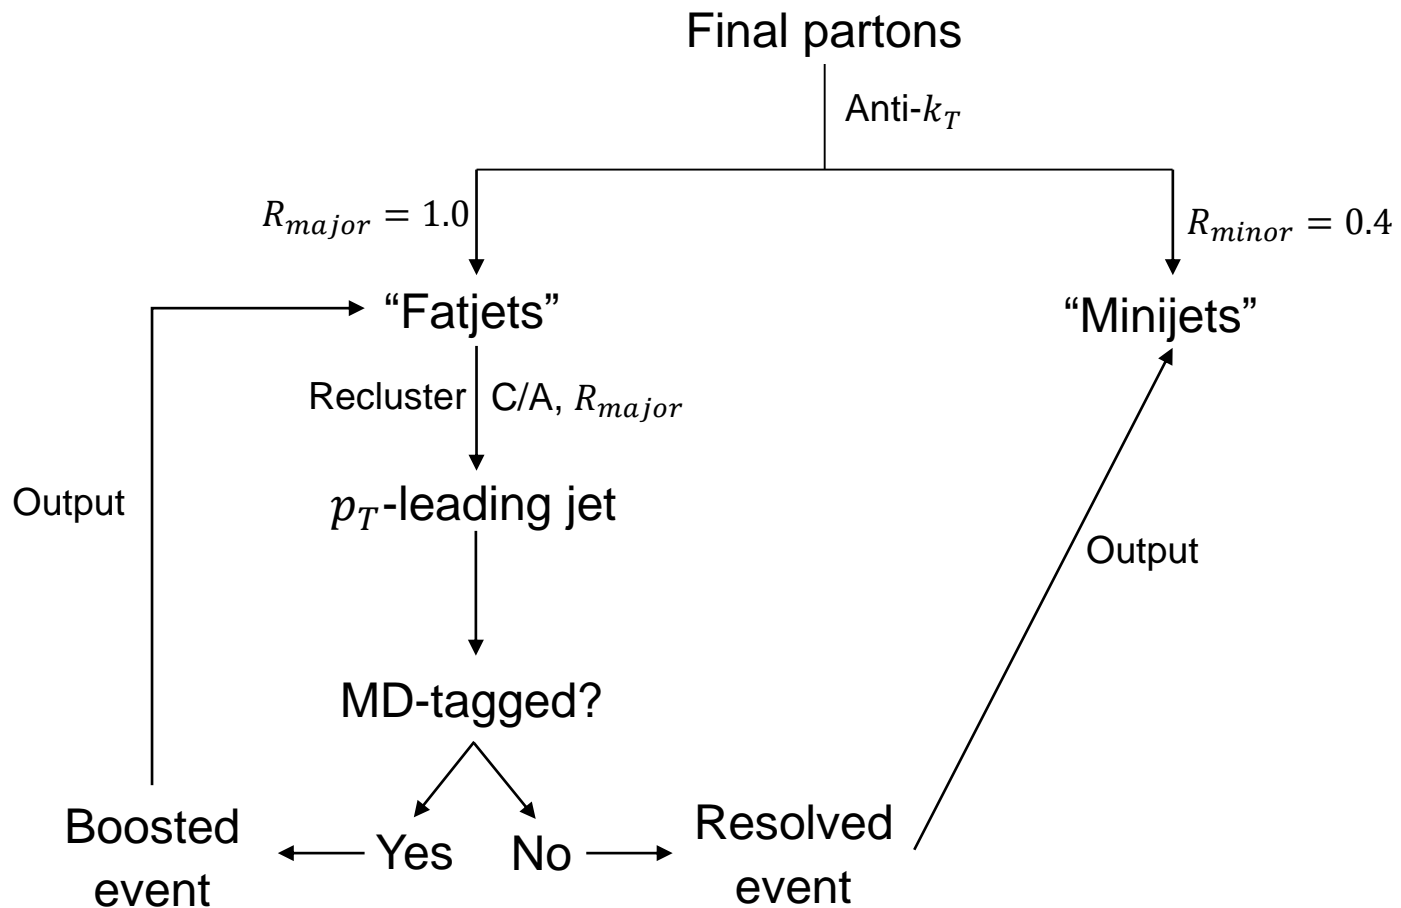 Final partons
Anti-k_T
R_major = 1.0
R_minor = 0.4
“Fatjets”
“Minijets”
Recluster
C/A, R_major
Output
p_T-leading jet
Output
MD-tagged?
Boosted
event
Yes
No
Resolved
event